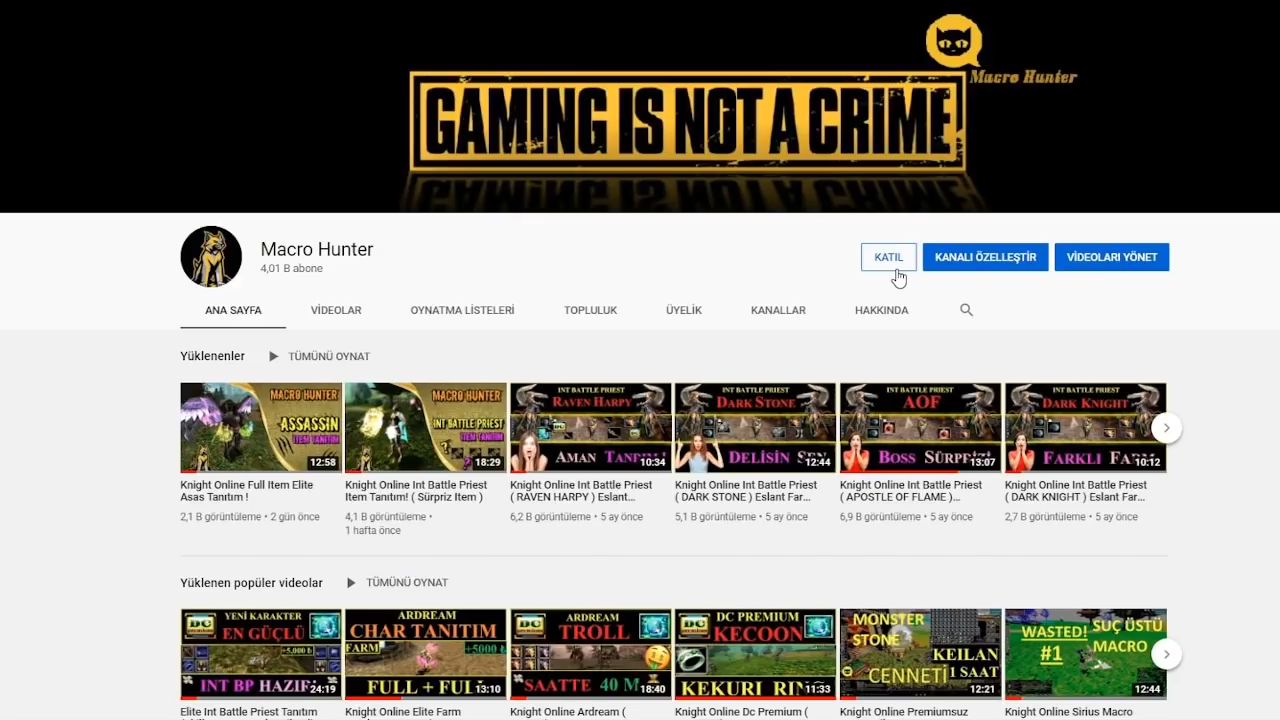 Macro Hunter
GAMING IS NOT A CRIME
Macro Hunter
4,01 B abone
KATIL
KANALI ÖZELLEŞTİR
VİDEOLARI YÖNET
ANA SAYFA
VİDEOLAR
OYNATMA LİSTELERİ
TOPLULUK
ÜYELİK
KANALLAR
HAKKINDA
Yüklenenler
TÜMÜNÜ OYNAT
MACRO HUNTER
ASSASSIN
ITEM TANITIM
12:58
Knight Online Full Item Elite
Asas Tanıtım !
2,1 B görüntüleme • 2 gün önce
MACRO HUNTER
INT BATTLE PRIEST
ITEM TANITIM
?
18:29
Knight Online Int Battle Priest
Item Tanıtım! ( Sürpriz Item )
4,1 B görüntüleme •
1 hafta önce
INT BATTLE PRIEST
RAVEN HARPY
AMAN
10:34
Knight Online Int Battle Priest
( RAVEN HARPY ) Eslant...
6,2 B görüntüleme • 5 ay önce
INT BATTLE PRIEST
DARK STONE
DELİSİN SEN
12:44
Knight Online Int Battle Priest
( DARK STONE ) Eslant Far...
5,1 B görüntüleme • 5 ay önce
INT BATTLE PRIEST
AOF
BOSS
13:07
Knight Online Int Battle Priest
( APOSTLE OF FLAME )...
6,9 B görüntüleme • 5 ay önce
INT BATTLE PRIEST
DARK KNIGHT
FARKLI
10:12
Knight Online Int Battle Priest
( DARK KNIGHT ) Eslant Far...
2,7 B görüntüleme • 5 ay önce
Yüklenen popüler videolar
TÜMÜNÜ OYNAT
YENİ KARAKTER
DC
EN GÜÇLÜ
+5,000 ₺
INT BP
24:19
Elite Int Battle Priest Tanıtım
ARDREAM
CHAR TANITIM
FARM
+5000 ₺
FULL + FUL
13:10
Knight Online Elite Farm
ARDREAM
DC
TROLL
SAATTE 40 M
18:40
Knight Online Ardream (
DC PREMIUM
DC
KECOON
KEKURI RIN
11:33
Knight Online Dc Premium (
MONSTER
STONE
KEILAN
CENNETİ
1 SAAT
12:21
Knight Online Premiumsuz
WASTED!
#1
SUÇ ÜSTÜ
MACRO
12:44
Knight Online Sirius Macro